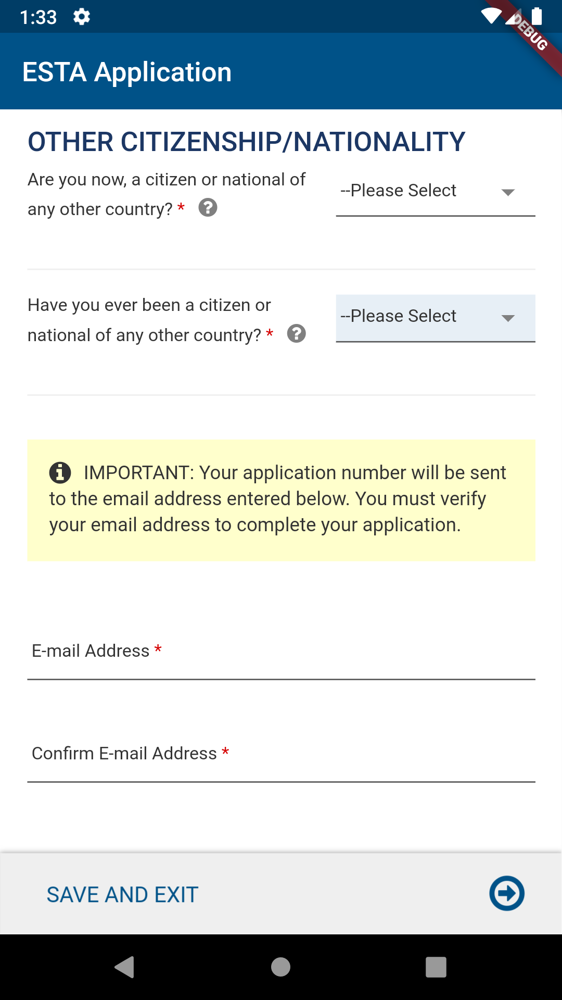 1:33
DEBUG
ESTA Application
OTHER CITIZENSHIP/NATIONALITY
Are you now, a citizen or national of
any other country? *
--Please Select
Have you ever been a citizen or
national of any other country? *
--Please Select
IMPORTANT: Your application number will be sent
to the email address entered below. You must verify
your email address to complete your application.
E-mail Address *
Confirm E-mail Address *
SAVE AND EXIT